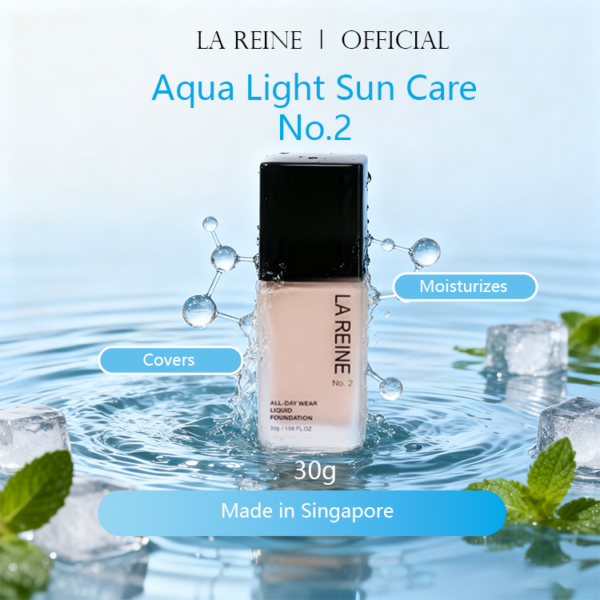 LA REINE | OFFICIAL
Aqua Light Sun Care
No.2
Moisturizes
LA REINE
No. 2
Covers
ALL-DAY WEAR
LIQUID
FOUNDATION
30g / 1.06 FL.OZ
30g
Made in Singapore